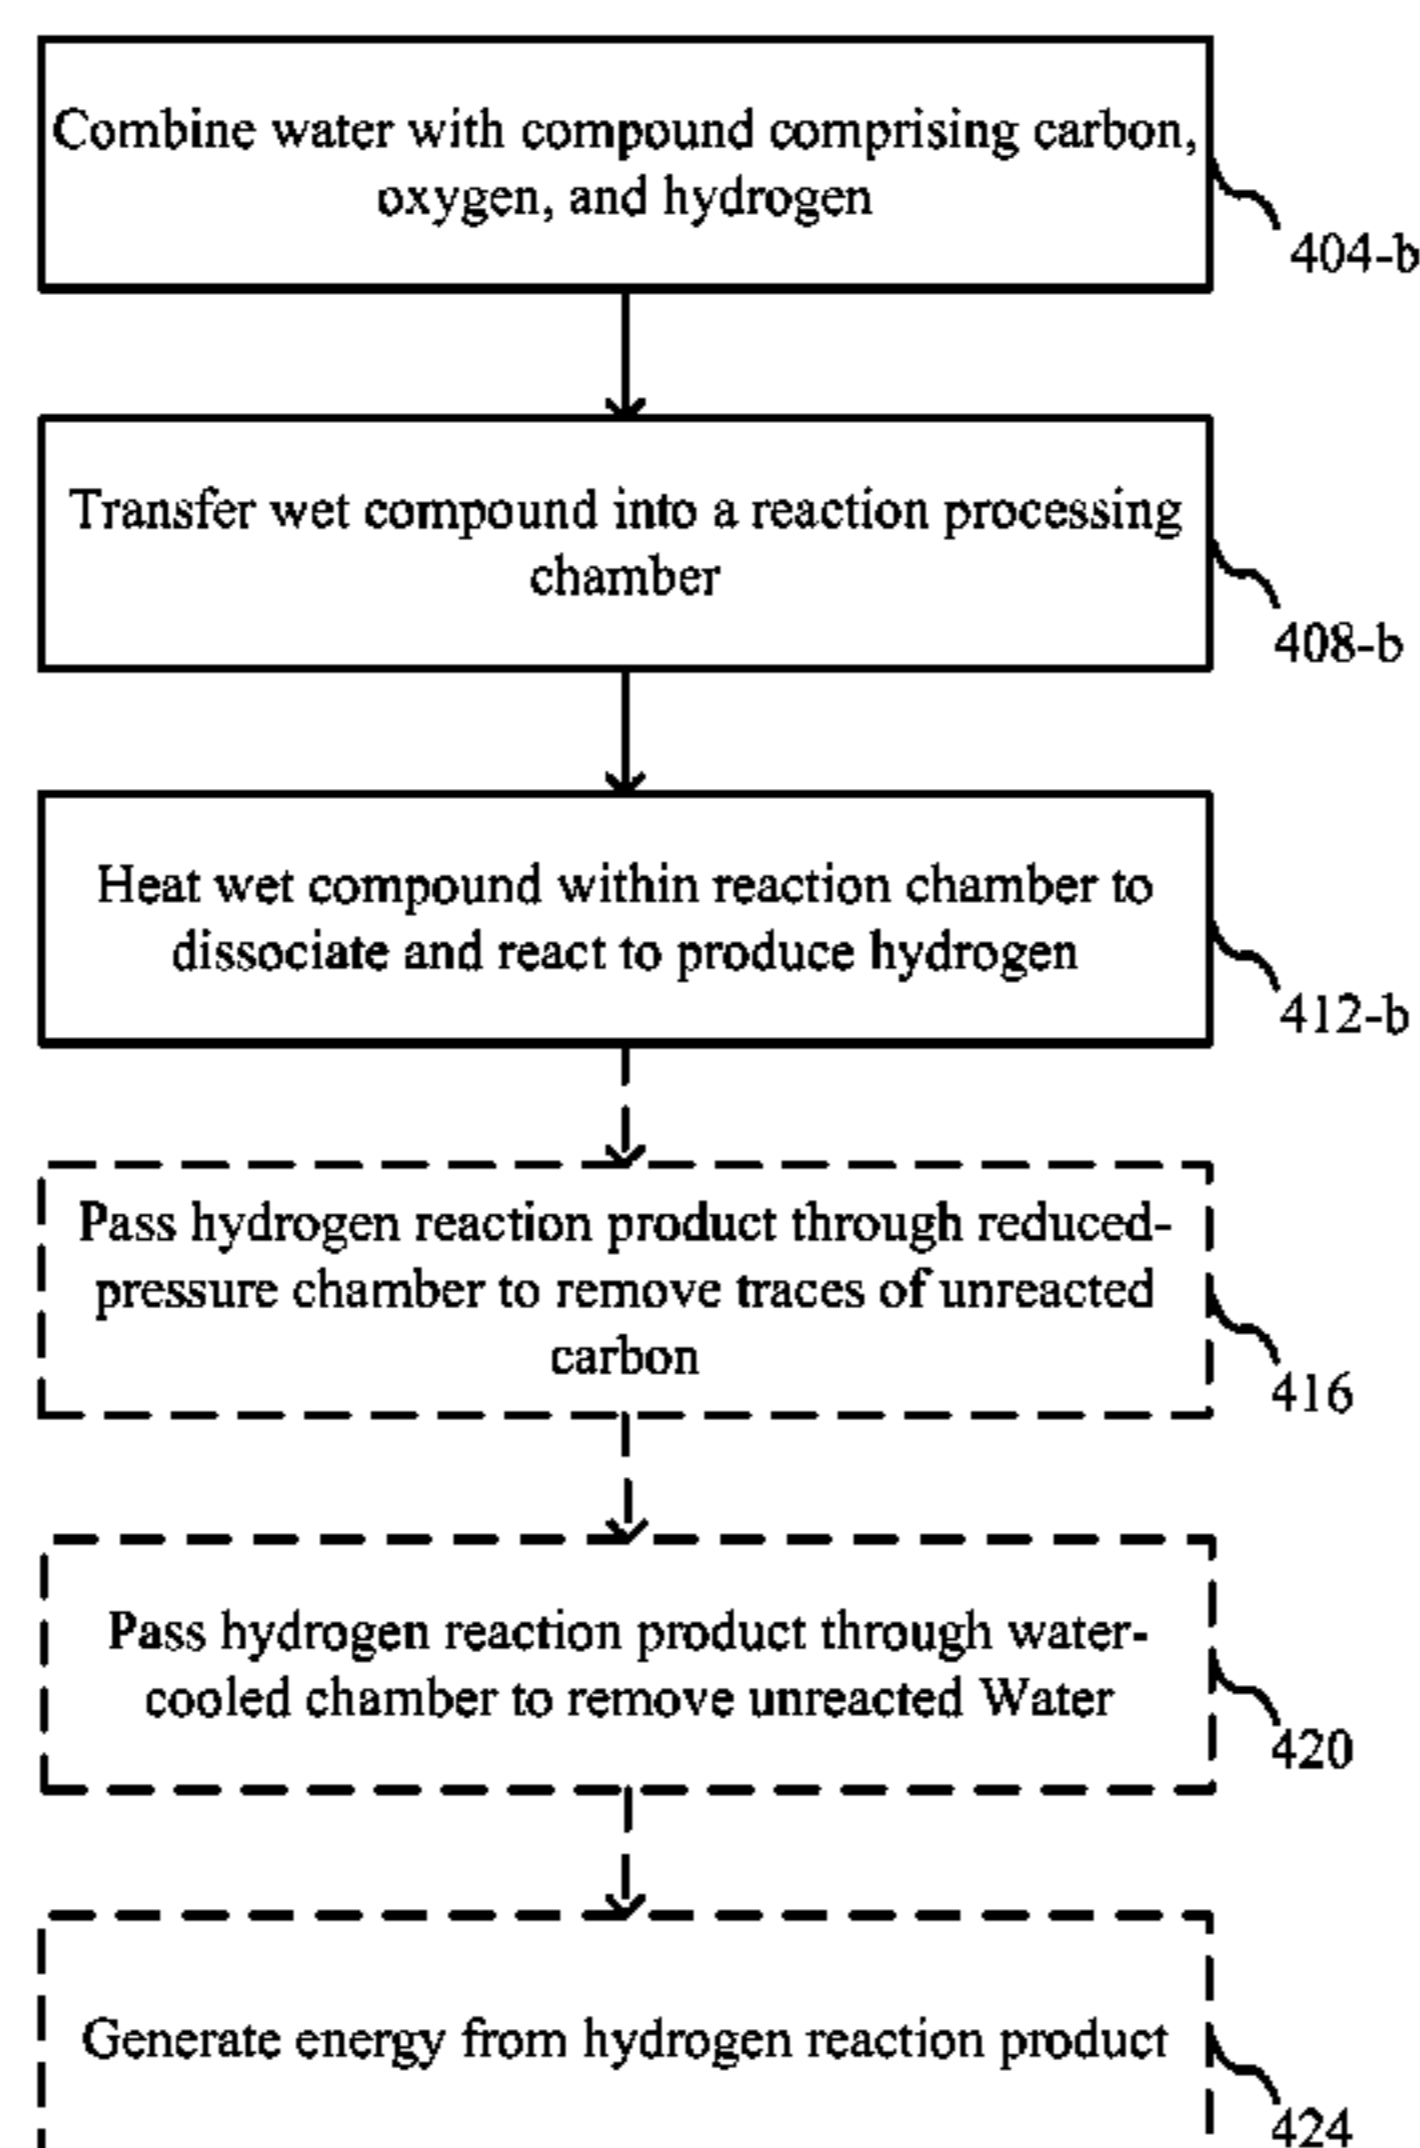 Combine water with compound comprising carbon,
oxygen, and hydrogen
404-b
Transfer wet compound into a reaction processing
chamber
408-b
Heat wet compound within reaction chamber to
dissociate and react to produce hydrogen
412-b
Pass hydrogen reaction product through reduced-
pressure chamber to remove traces of unreacted
carbon
416
Pass hydrogen reaction product through water-
cooled chamber to remove unreacted Water
420
Generate energy from hydrogen reaction product
424